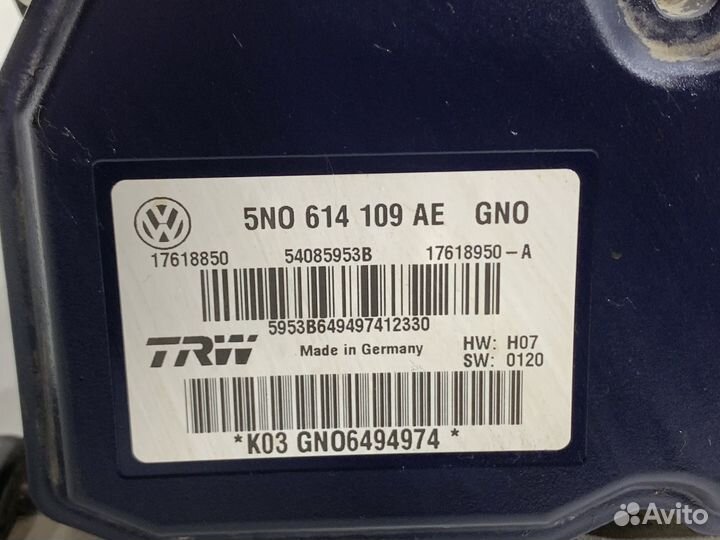 5N0 614 109 AE GNO
17618850 54085953B 17618950-A
5953B649497412330
TRW Made in Germany HW: H07
SW: 0120
*K03 GNO6494974*
Avito